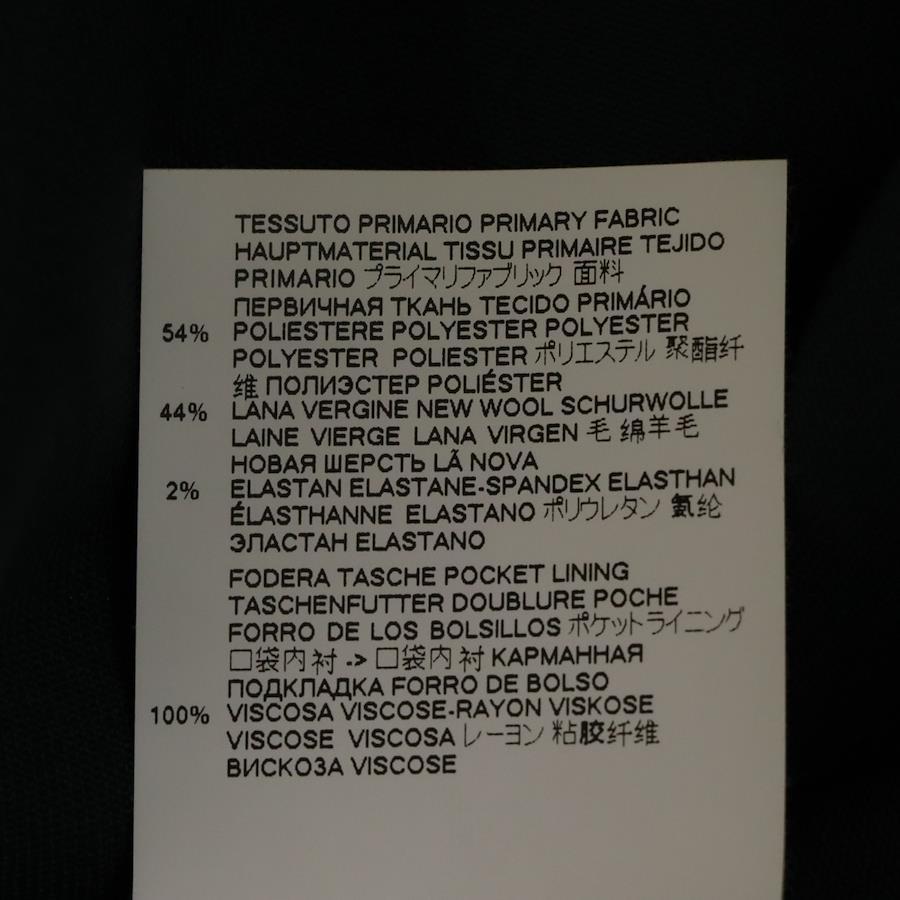 TESSUTO PRIMARIO PRIMARY FABRIC
HAUPTMATERIAL TISSU PRIMAIRE TEJIDO
PRIMARIO プライマリファブリック 面料
ПЕРВИЧНАЯ ТКАНЬ TECIDO PRIMÁRIO
54% POLIESTERE POLYESTER POLYESTER
POLYESTER POLIESTER ポリエステル 聚酯纤
维 ПОЛИЭСТЕР POLIÉSTER
44% LANA VERGINE NEW WOOL SCHURWOLLE
LAINE VIERGE LANA VIRGEN 毛 绵羊毛
НОВАЯ ШЕРСТЬ LÃ NOVA
2% ELASTAN ELASTANE-SPANDEX ELASTHAN
ÉLASTHANNE ELASTANO ポリウレタン 氨纶
ЭЛАСТАН ELASTANO
FODERA TASCHE POCKET LINING
TASCHENFUTTER DOUBLURE POCHE
FORRO DE LOS BOLSILLOS ポケットライニング
口袋内衬 -> 口袋内衬 КАРМАННАЯ
ПОДКЛАДКА FORRO DE BOLSO
100% VISCOSA VISCOSE-RAYON VISKOSE
VISCOSE VISCOSA レーヨン 粘胶纤维
ВИСКОЗА VISCOSE